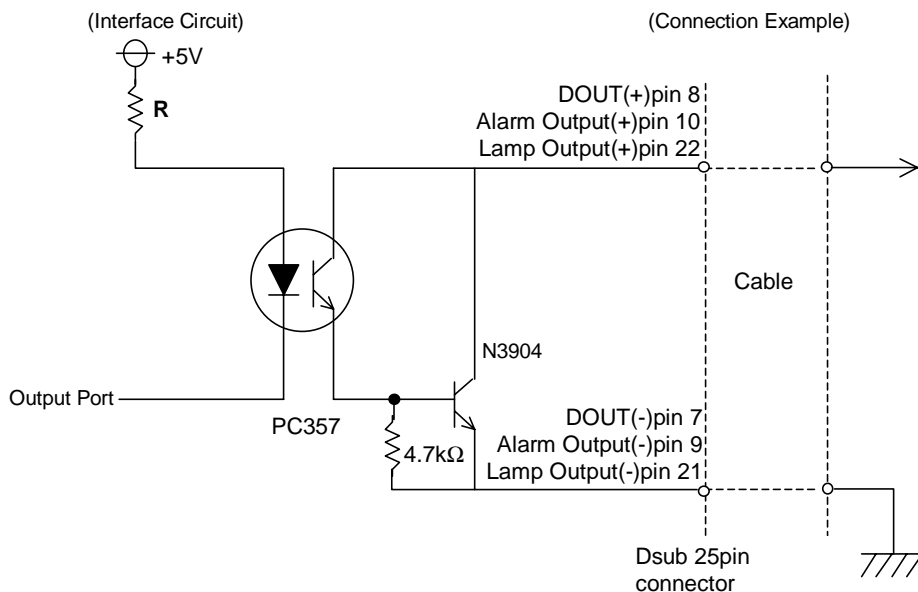 (Interface Circuit)
(Connection Example)
+5V
R
DOUT(+)pin 8
Alarm Output(+)pin 10
Lamp Output(+)pin 22
Cable
N3904
Output Port
PC357
4.7kΩ
DOUT(-)pin 7
Alarm Output(-)pin 9
Lamp Output(-)pin 21
Dsub 25pin
connector